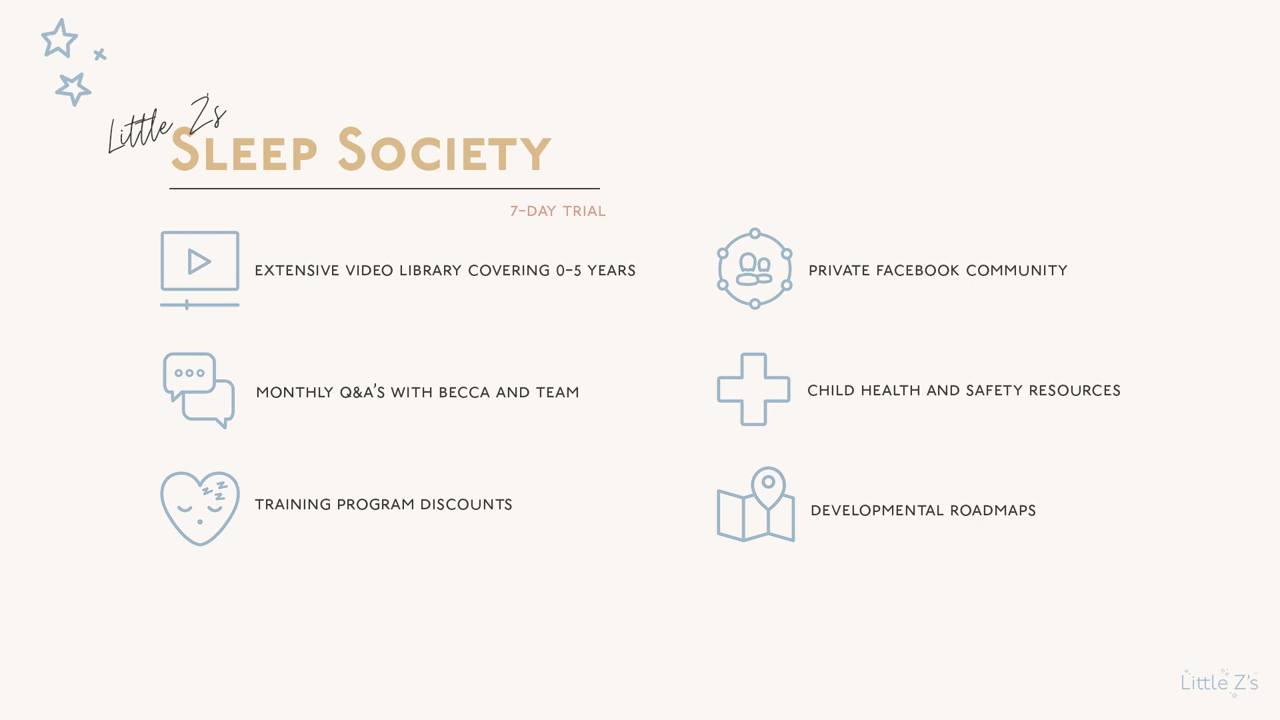 Little Z's
Sleep Society
7-DAY TRIAL
EXTENSIVE VIDEO LIBRARY COVERING 0-5 YEARS
PRIVATE FACEBOOK COMMUNITY
MONTHLY Q&A'S WITH BECCA AND TEAM
CHILD HEALTH AND SAFETY RESOURCES
TRAINING PROGRAM DISCOUNTS
DEVELOPMENTAL ROADMAPS
Little Z's